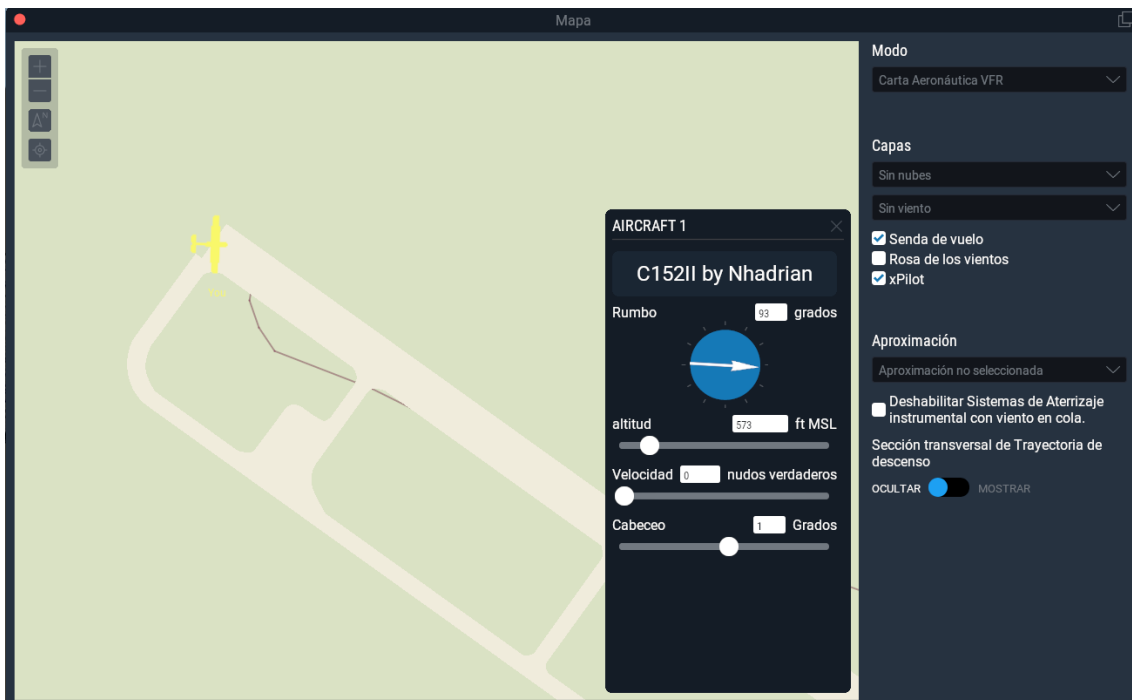 Mapa
+
−
N
You
AIRCRAFT 1
C152II by Nhadrian
Rumbo 93 grados
altitud 573 ft MSL
Velocidad 0 nudos verdaderos
Cabeceo 1 Grados
Modo
Carta Aeronáutica VFR
Capas
Sin nubes
Sin viento
Senda de vuelo
Rosa de los vientos
xPilot
Aproximación
Aproximación no seleccionada
Deshabilitar Sistemas de Aterrizaje
instrumental con viento en cola.
Sección transversal de Trayectoria de
descenso
OCULTAR MOSTRAR